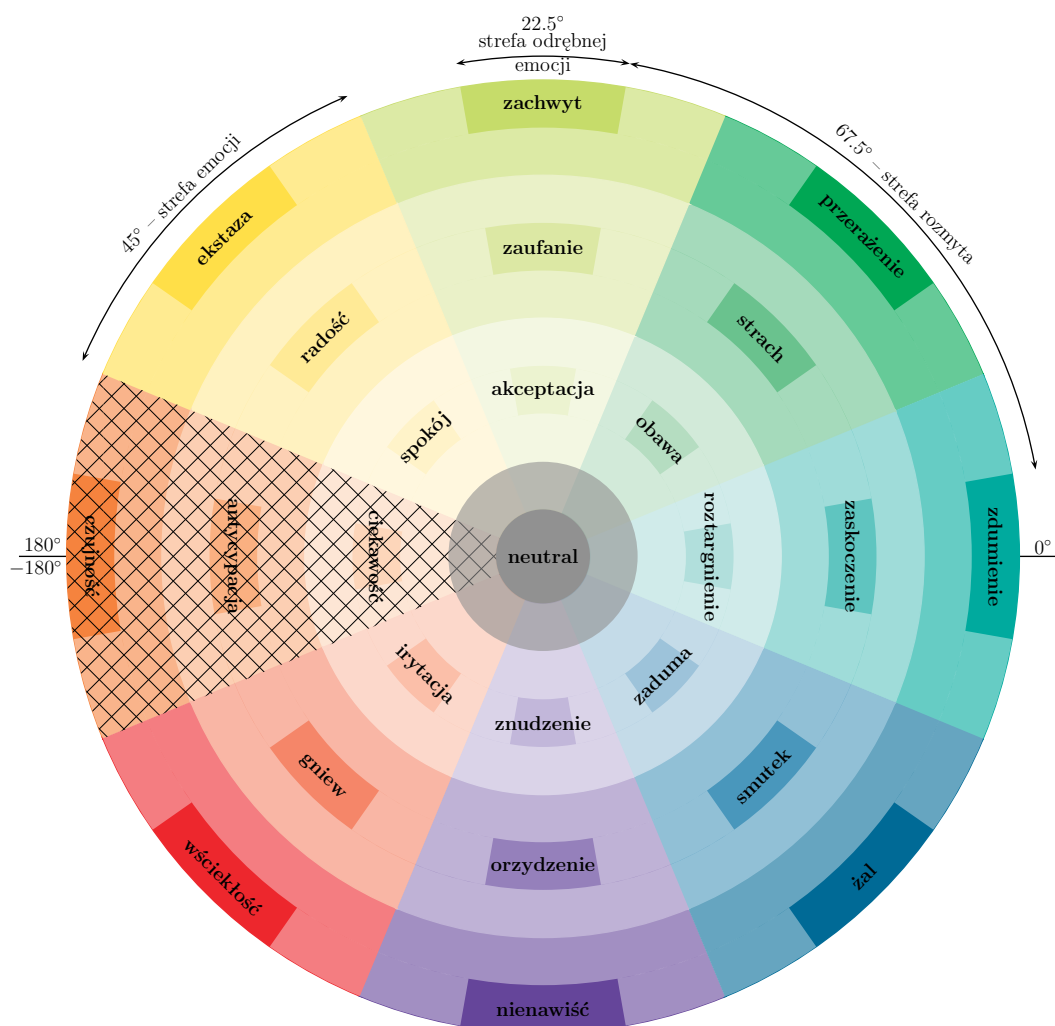 22.5°
strefa odrębnej
emocji
zachwyt
45° – strefa emocji
67.5° – strefa rozmyta
ekstaza
przerażenie
zaufanie
radość
strach
akceptacja
spokój
obawa
180°
−180°
czujność
antycypacja
ciekawość
neutral
roztargnienie
zaskoczenie
zdumienie
0°
irytacja
zaduma
znudzenie
gniew
smutek
orzydzenie
wściekłość
żal
nienawiść